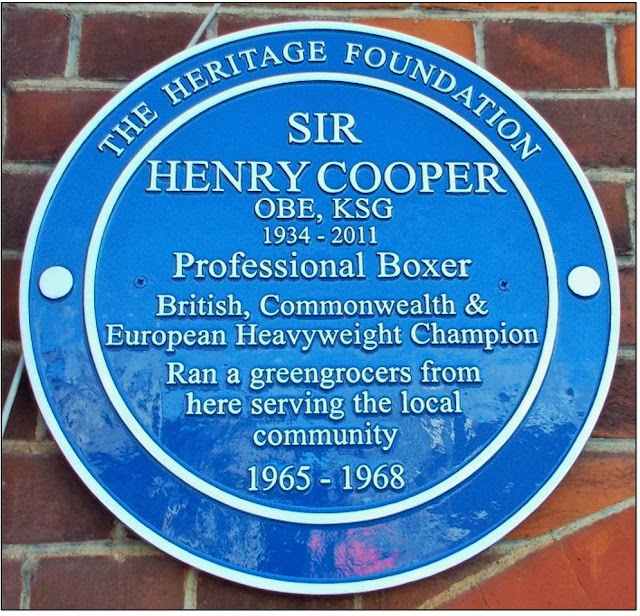 THE HERITAGE FOUNDATION
SIR
HENRY COOPER
OBE, KSG
1934 - 2011
Professional Boxer
British, Commonwealth &
European Heavyweight Champion
Ran a greengrocers from
here serving the local
community
1965 - 1968